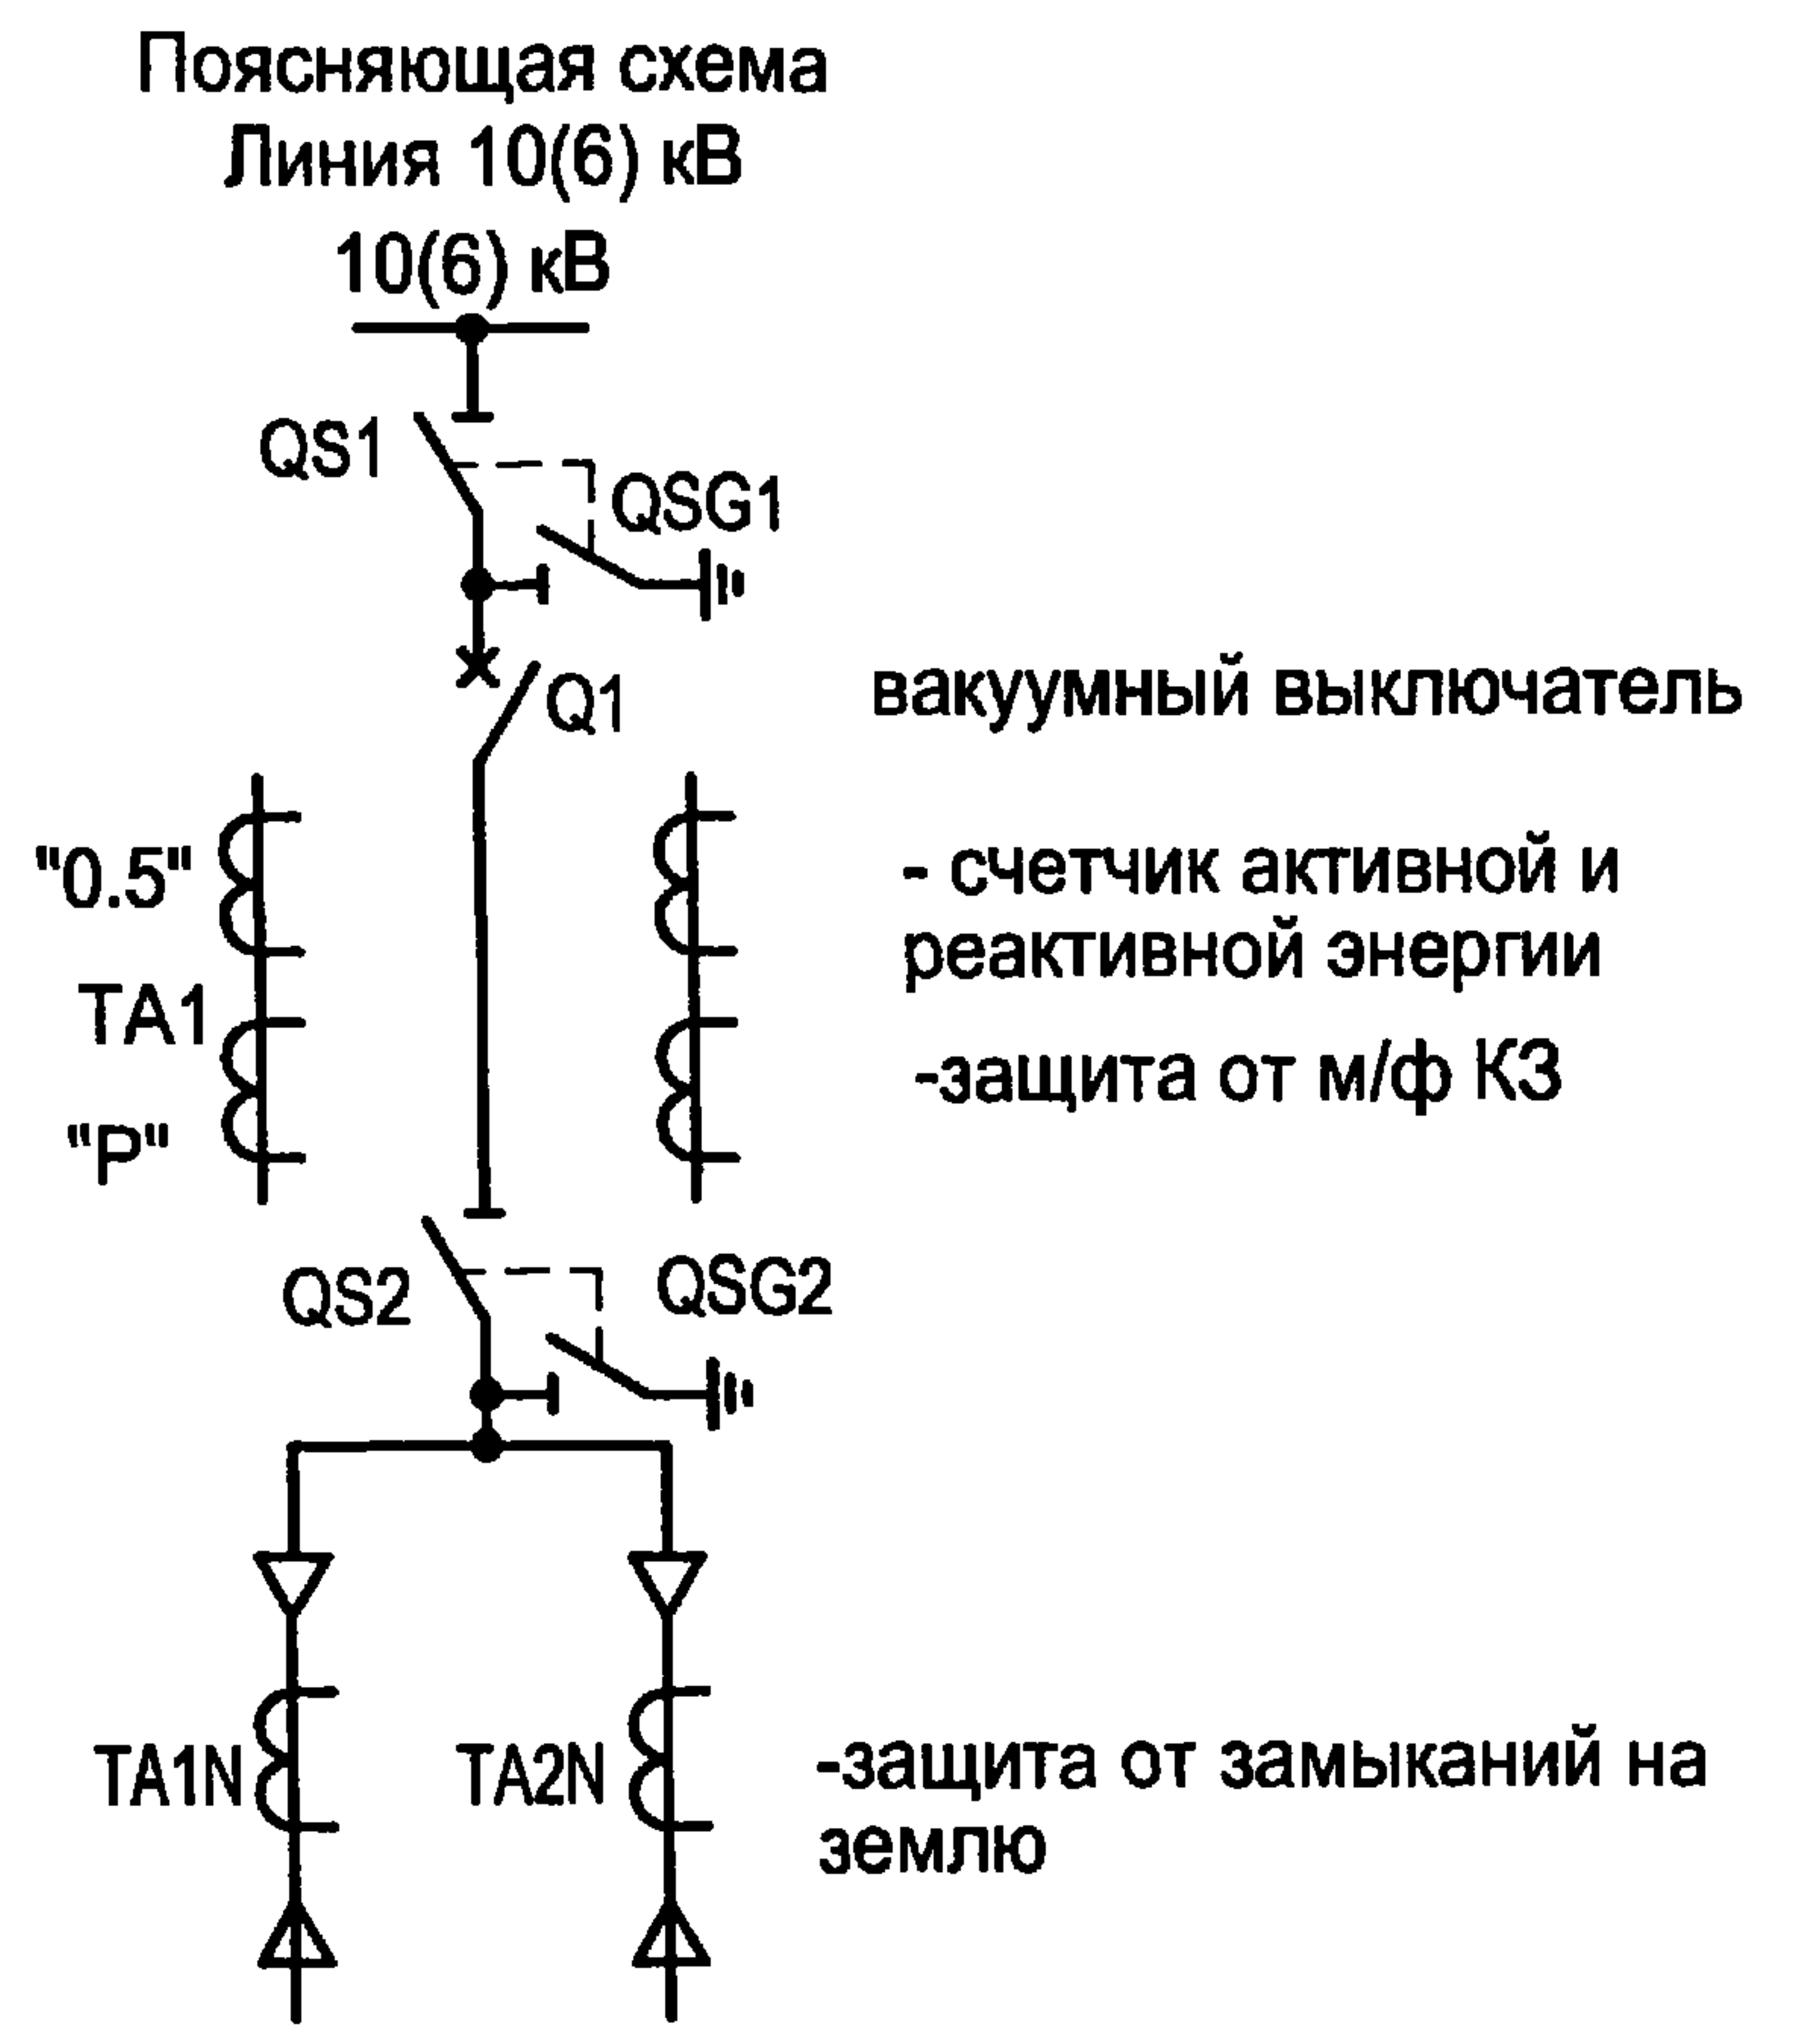 Поясняющая схема
Линия 10(6) кВ
10(6) кВ
QS1
QSG1
Q1
вакуумный выключатель
"0.5"
- счетчик активной и
реактивной энергии
TA1
-защита от м/ф КЗ
"Р"
QS2
QSG2
TA1N
TA2N
-защита от замыканий на
землю